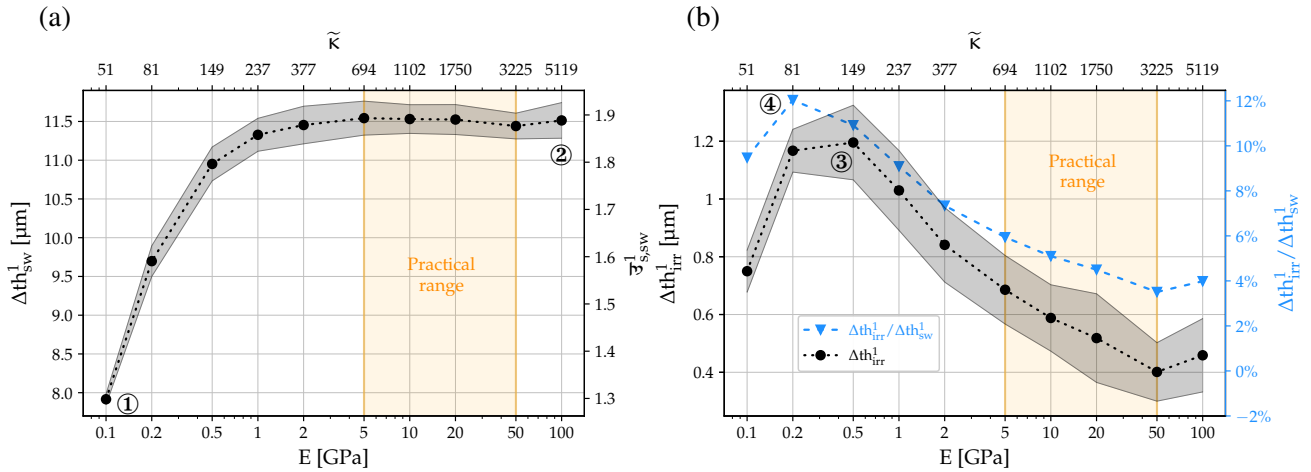 (a)
κ̃
51 81 149 237 377 694 1102 1750 3225 5119
Δth¹sw [µm]
11.5
11.0
10.5
10.0
9.5
9.0
8.5
8.0
①
②
Practical
range
1.9
1.8
1.7
1.6
1.5
1.4
1.3
0.1 0.2 0.5 1 2 5 10 20 50 100
E [GPa]
(b)
κ̃
51 81 149 237 377 694 1102 1750 3225 5119
Δth¹irr [µm]
1.2
1
0.8
0.6
0.4
④
③
Practical
range
Δth¹irr/Δth¹sw
Δth¹irr
12%
10%
8%
6%
4%
2%
0%
−2%
Δth¹irr/Δth¹sw
0.1 0.2 0.5 1 2 5 10 20 50 100
E [GPa]